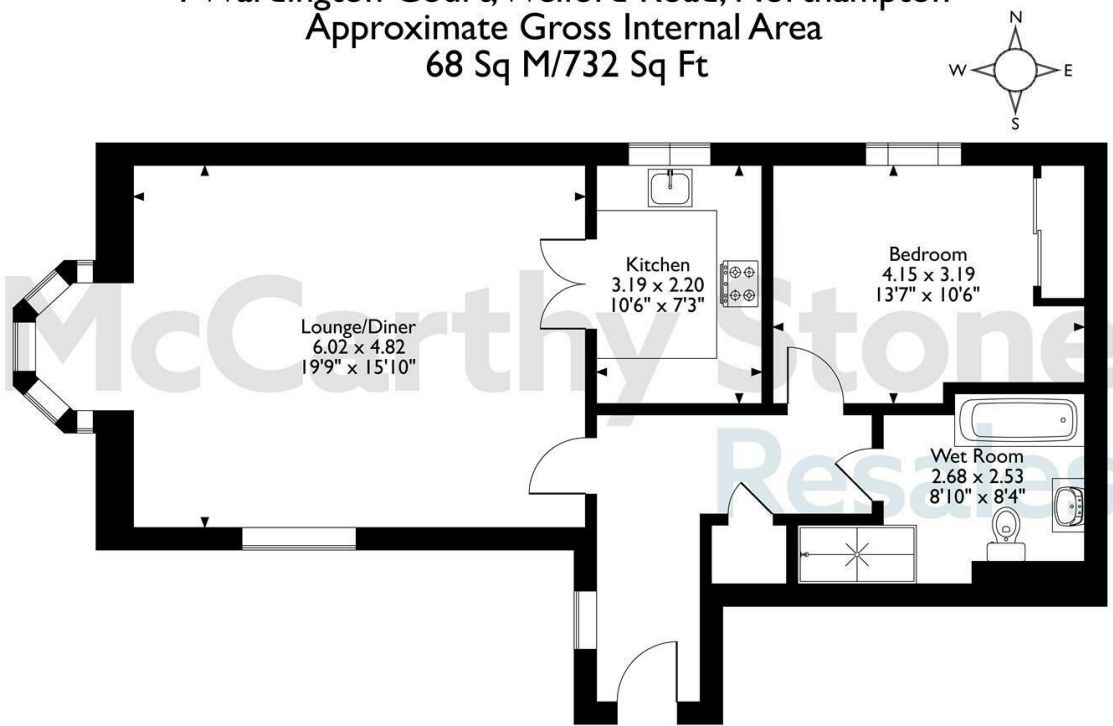 Approximate Gross Internal Area
68 Sq M/732 Sq Ft
N
W E
S
Kitchen
3.19 x 2.20
10'6" x 7'3"
Bedroom
4.15 x 3.19
13'7" x 10'6"
Lounge/Diner
6.02 x 4.82
19'9" x 15'10"
McCarthy Stone
Resales
Wet Room
2.68 x 2.53
8'10" x 8'4"